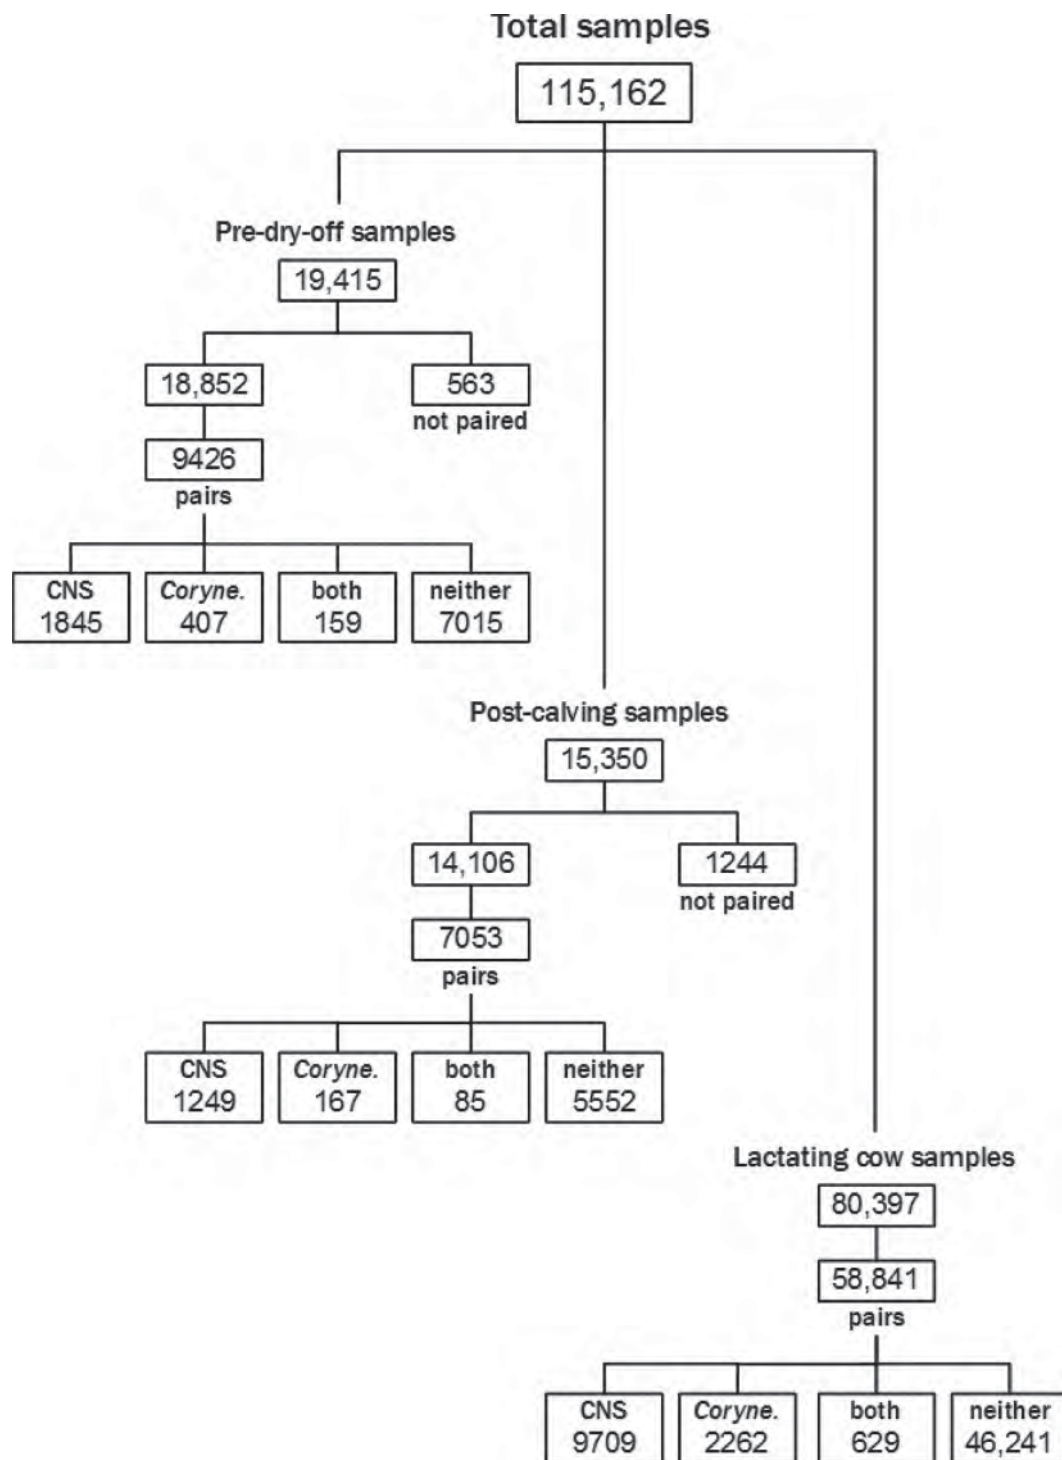 Total samples
115,162
Pre-dry-off samples
19,415
18,852
563
not paired
9426
pairs
CNS
1845
Coryne.
407
both
159
neither
7015
Post-calving samples
15,350
14,106
1244
not paired
7053
pairs
CNS
1249
Coryne.
167
both
85
neither
5552
Lactating cow samples
80,397
58,841
pairs
CNS
9709
Coryne.
2262
both
629
neither
46,241